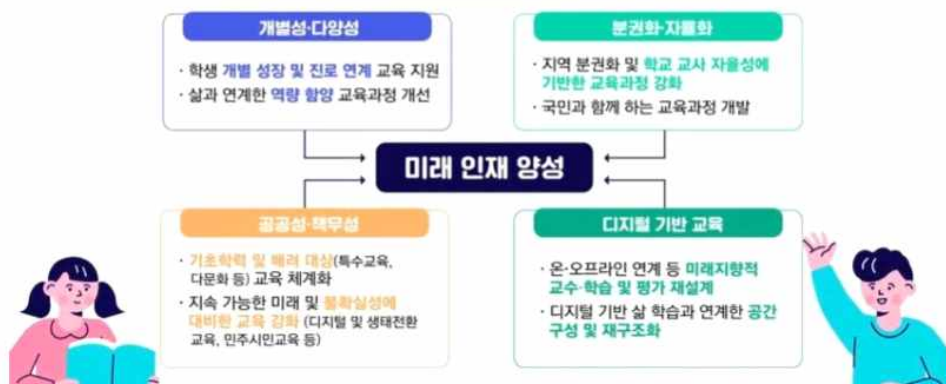 개별성·다양성
· 학생 개별 성장 및 진로 연계 교육 지원
· 삶과 연계한 역량 함양 교육과정 개선
분권화·자율화
· 지역 분권화 및 학교 교사 자율성에
기반한 교육과정 강화
· 국민과 함께 하는 교육과정 개발
미래 인재 양성
공공성·책무성
· 기초학력 및 배려 대상(특수교육,
다문화 등) 교육 체계화
· 지속 가능한 미래 및 불확실성에
대비한 교육 강화 (디지털 및 생태전환
교육, 민주시민교육 등)
디지털 기반 교육
· 온·오프라인 연계 등 미래지향적
교수·학습 및 평가 재설계
· 디지털 기반 삶 학습과 연계한 공간
구성 및 재구조화